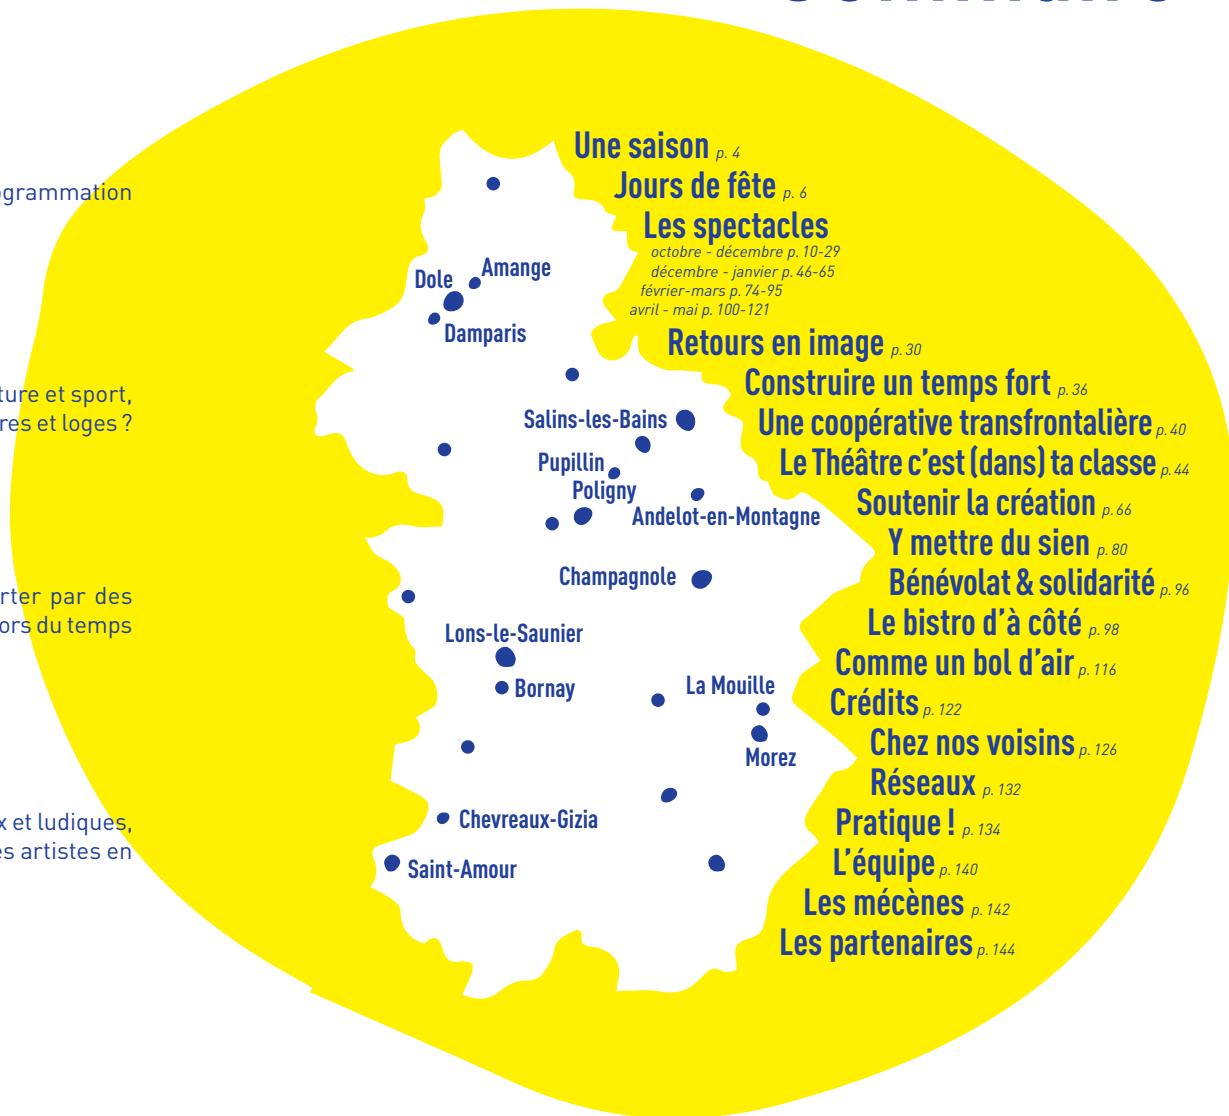 Sommaire
ogrammation
ture et sport,
res et loges ?
rter par des
ors du temps
x et ludiques,
es artistes en
Dole
Amange
Damparis
Salins-les-Bains
Pupillin
Poligny
Andelot-en-Montagne
Champagnole
Lons-le-Saunier
Bornay
La Mouille
Morez
Chevreaux-Gizia
Saint-Amour
Une saison p. 4
Jours de fête p. 6
Les spectacles
octobre - décembre p. 10-29
décembre - janvier p. 46-65
février-mars p. 74-95
avril - mai p. 100-121
Retours en image p.30
Construire un temps fort p. 36
Une coopérative transfrontalière p. 40
Le Théâtre c'est (dans) ta classe p. 44
Soutenir la création p. 66
Y mettre du sien p. 80
Bénévolat & solidarité p. 96
Le bistro d'à côté p. 98
Comme un bol d'air p. 116
Crédits p. 122
Chez nos voisins p. 126
Réseaux p. 132
Pratique ! p. 134
L'équipe p. 140
Les mécènes p. 142
Les partenaires p. 144